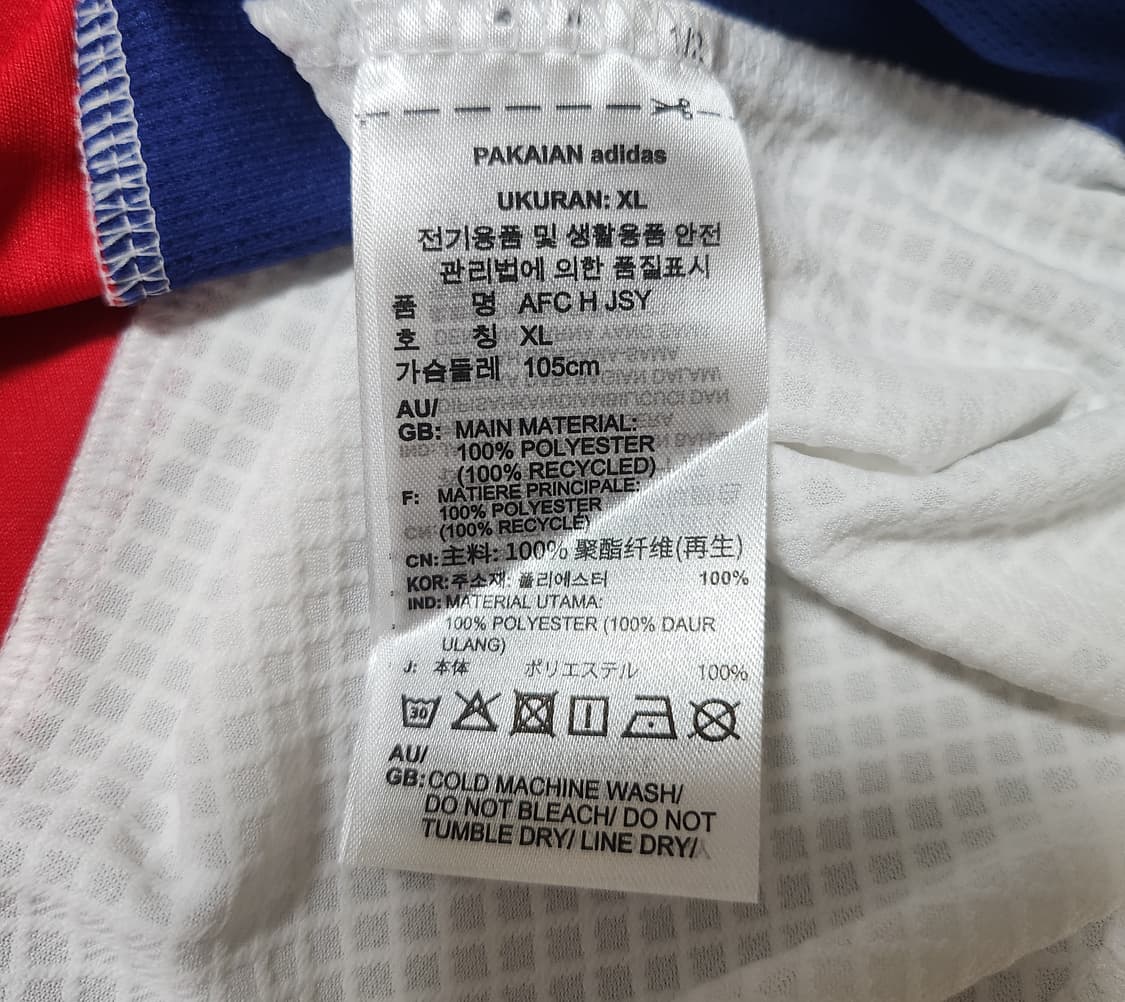 1/2
PAKAIAN adidas
UKURAN: XL
전기용품 및 생활용품 안전
관리법에 의한 품질표시
품 명 AFC H JSY
호 칭 XL
가슴둘레 105cm
AU/
GB: MAIN MATERIAL:
100% POLYESTER
(100% RECYCLED)
F: MATIERE PRINCIPALE:
100% POLYESTER
(100% RECYCLÉ)
CN: 主料: 100% 聚酯纤维(再生)
KOR: 주소재: 폴리에스터 100%
IND: MATERIAL UTAMA:
100% POLYESTER (100% DAUR
ULANG)
J: 本体 ポリエステル 100%
30
AU/
GB: COLD MACHINE WASH/
DO NOT BLEACH/ DO NOT
TUMBLE DRY/ LINE DRY/